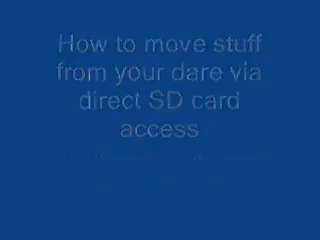 How to move stuff
from your dare via
direct SD card
access